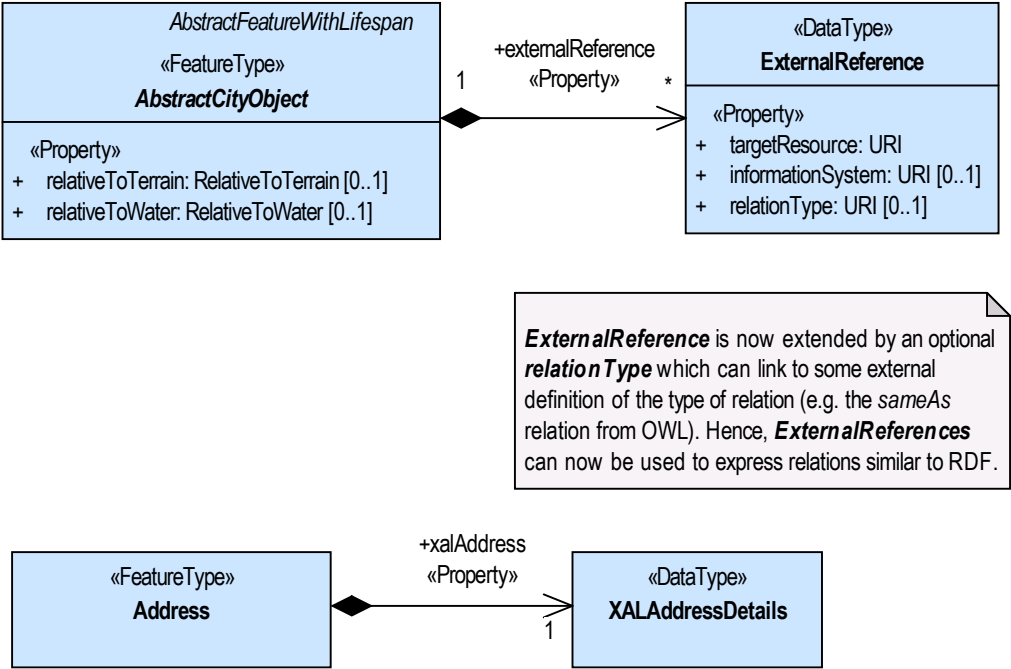 AbstractFeatureWithLifespan
«FeatureType»
AbstractCityObject
«Property»
+ relativeToTerrain: RelativeToTerrain [0..1]
+ relativeToWater: RelativeToWater [0..1]
+externalReference
1 «Property» *
«DataType»
ExternalReference
«Property»
+ targetResource: URI
+ informationSystem: URI [0..1]
+ relationType: URI [0..1]
ExternalReference is now extended by an optional
relationType which can link to some external
definition of the type of relation (e.g. the sameAs
relation from OWL). Hence, ExternalReferences
can now be used to express relations similar to RDF.
«FeatureType»
Address
+xalAddress
«Property»
1
«DataType»
XALAddressDetails